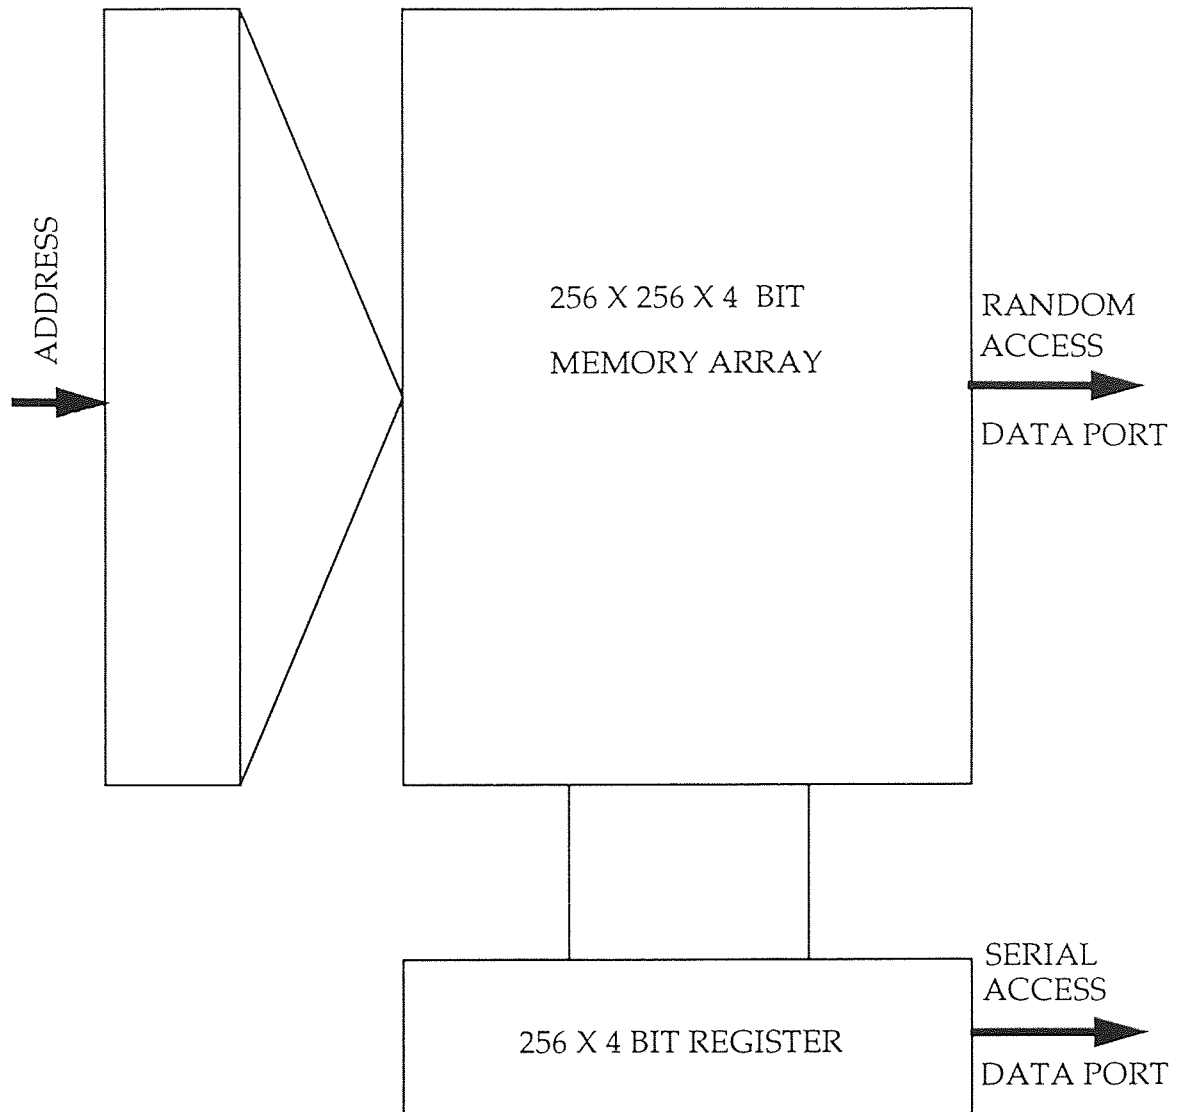 ADDRESS
256 X 256 X 4 BIT
MEMORY ARRAY
RANDOM
ACCESS
DATA PORT
256 X 4 BIT REGISTER
SERIAL
ACCESS
DATA PORT